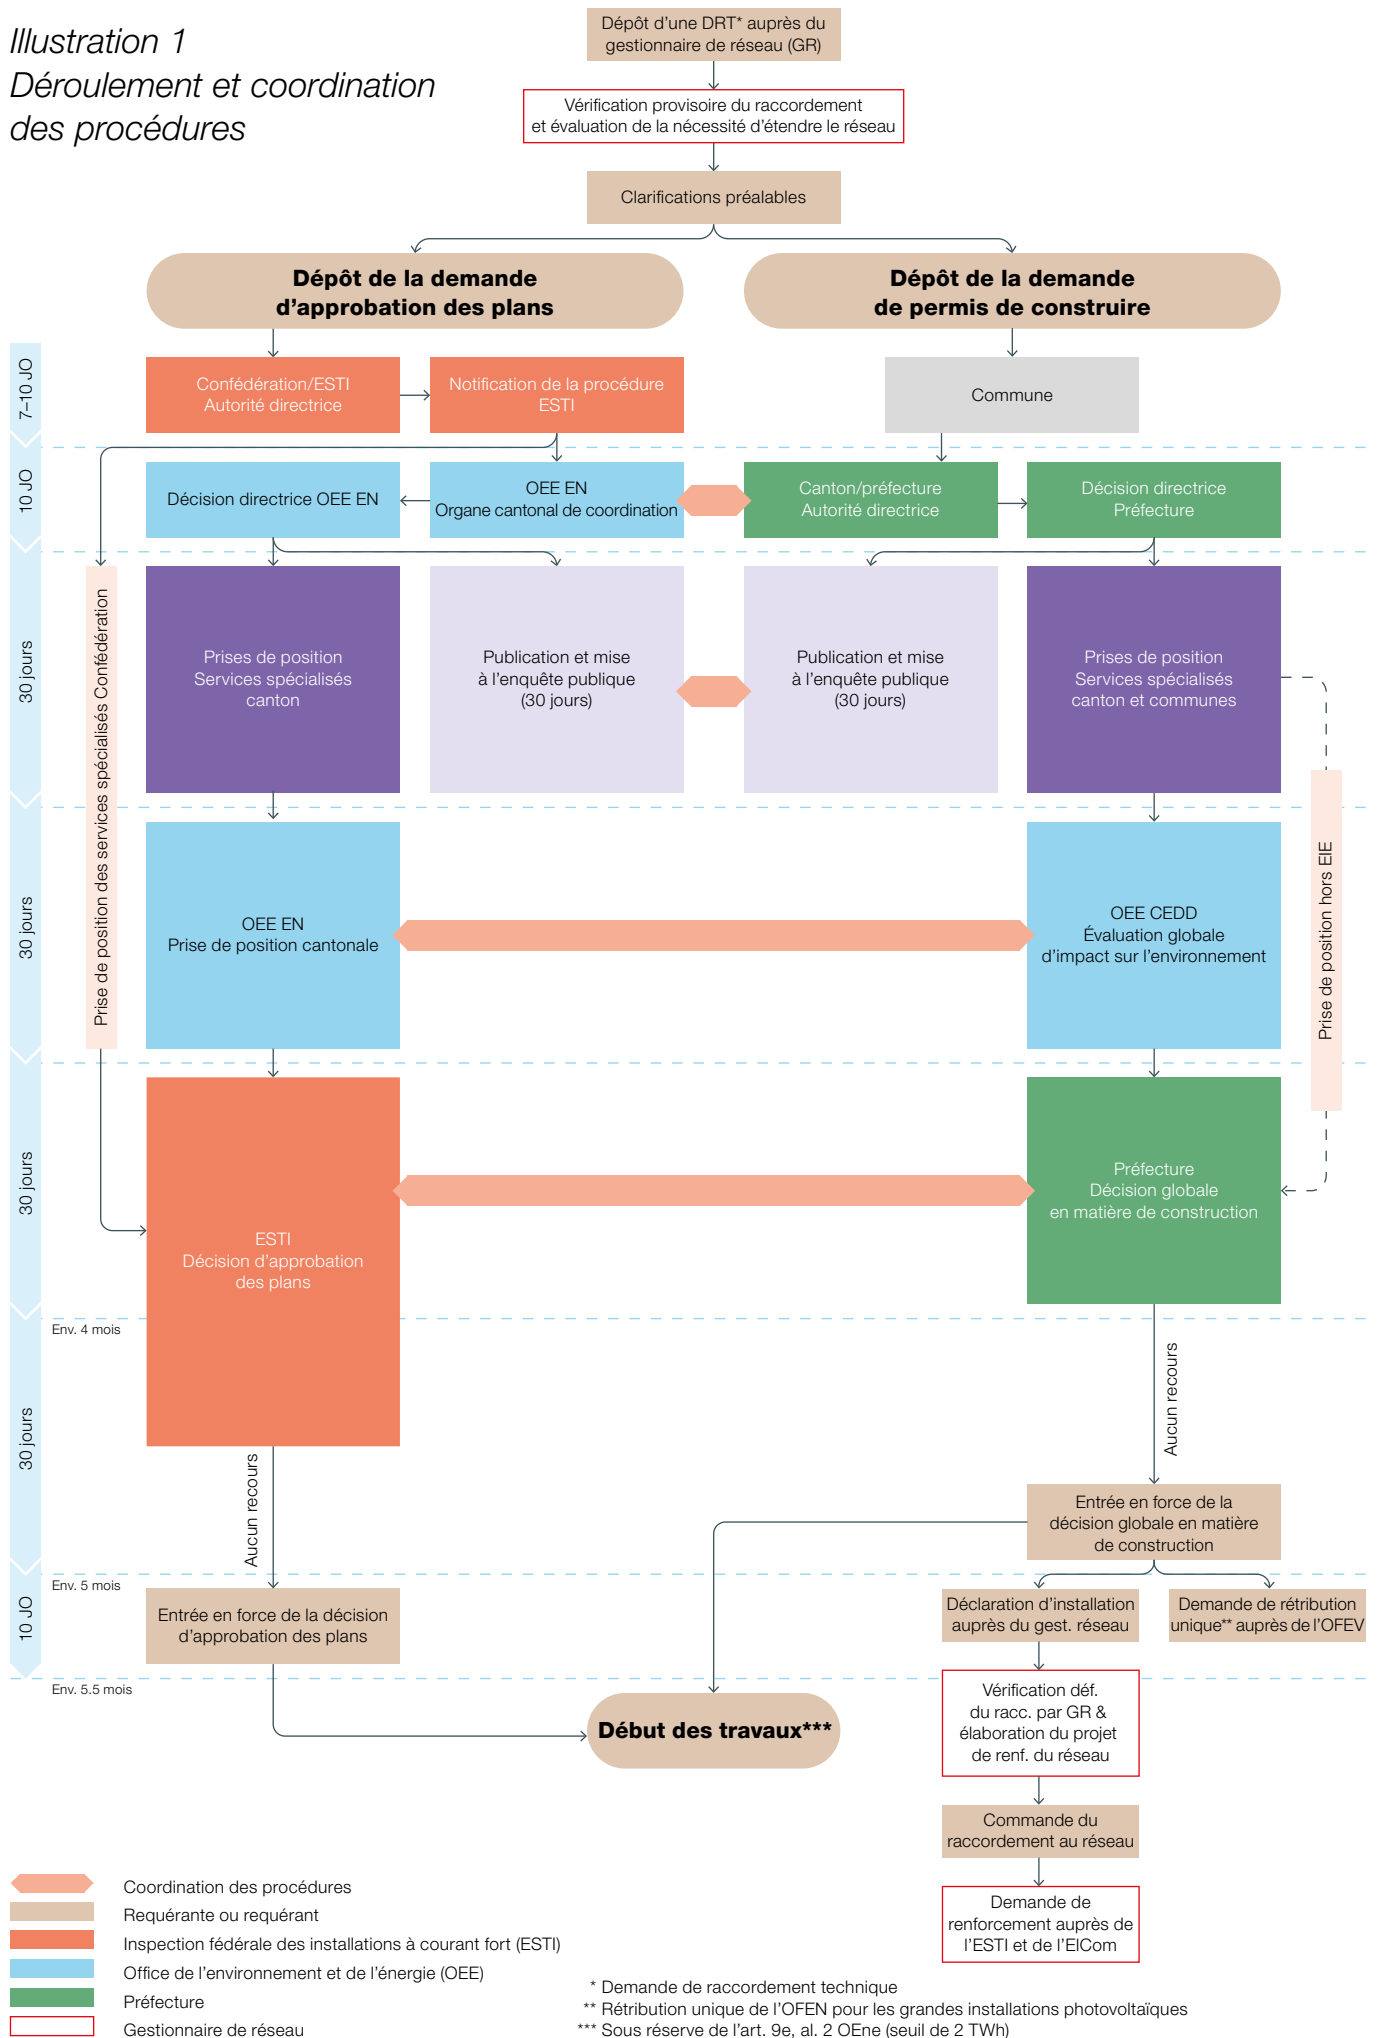 Illustration 1
Déroulement et coordination
des procédures
Dépôt d’une DRT* auprès du
gestionnaire de réseau (GR)
Vérification provisoire du raccordement
et évaluation de la nécessité d’étendre le réseau
Clarifications préalables
Dépôt de la demande
d’approbation des plans
Dépôt de la demande
de permis de construire
7–10 JO
Confédération/ESTI
Autorité directrice
Notification de la procédure
ESTI
Commune
10 JO
Décision directrice OEE EN
OEE EN
Organe cantonal de coordination
Canton/préfecture
Autorité directrice
Décision directrice
Préfecture
30 jours
Prise de position des services spécialisés Confédération
Prises de position
Services spécialisés
canton
Publication et mise
à l’enquête publique
(30 jours)
Publication et mise
à l’enquête publique
(30 jours)
Prises de position
Services spécialisés
canton et communes
30 jours
OEE EN
Prise de position cantonale
OEE CEDD
Évaluation globale
d’impact sur l’environnement
Prise de position hors EIE
30 jours
ESTI
Décision d’approbation
des plans
Préfecture
Décision globale
en matière de construction
Env. 4 mois
30 jours
Aucun recours
Aucun recours
Entrée en force de la
décision globale en matière
de construction
Env. 5 mois
10 JO
Entrée en force de la décision
d’approbation des plans
Déclaration d’installation
auprès du gest. réseau
Demande de rétribution
unique** auprès de l’OFEV
Env. 5.5 mois
Début des travaux***
Vérification déf.
du racc. par GR &
élaboration du projet
de renf. du réseau
Commande du
raccordement au réseau
Demande de
renforcement auprès de
l’ESTI et de l’ElCom
Coordination des procédures
Requérante ou requérant
Inspection fédérale des installations à courant fort (ESTI)
Office de l’environnement et de l’énergie (OEE)
Préfecture
Gestionnaire de réseau
* Demande de raccordement technique
** Rétribution unique de l’OFEN pour les grandes installations photovoltaïques
*** Sous réserve de l’art. 9e, al. 2 OEne (seuil de 2 TWh)